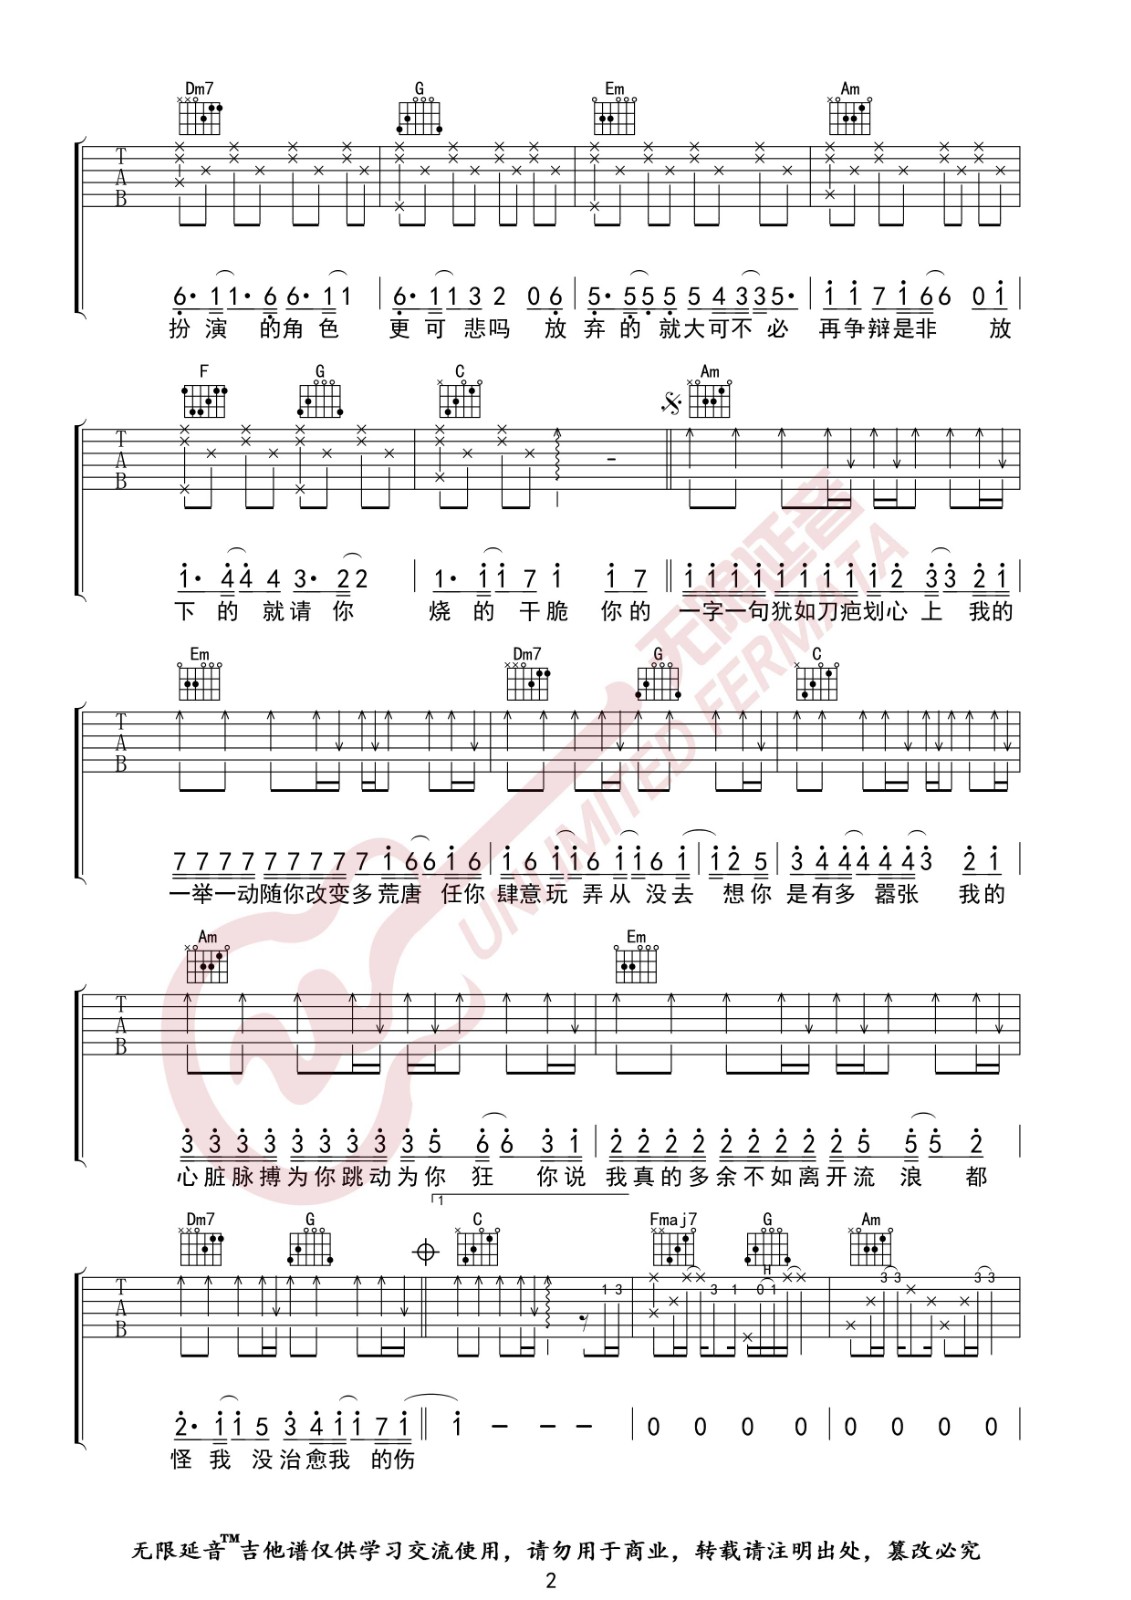 Dm7 G Em Am
T A B
6· 1 1· 6 6· 1 1 | 6· 1 1 3 2 0 6 | 5· 5 5 5 5 4 3 3 5· | 1 1 7 1 6 6 0 1
扮演的角色 更可悲吗 放弃的就大可不必 再争辩是非 放
F G C Am
T A B
1· 4 4 4 3· 2 2 | 1· 1 1 7 1 1 7 | 1 1 1 1 1 1 1 1 2 3 3 2 1
下的就请你 烧的干脆 你的 一字一句犹如刀疤划心上 我的
Em Dm7 G C
T A B
7 7 7 7 7 7 7 7 1 6 6 1 6 | 1 6 1 1 6 1 1 6 1 | 1 2 5 | 3 4 4 4 4 4 3 2 1
一举一动随你改变多荒唐 任你 肆意玩弄从没去 想你 是有多嚣张 我的
Am Em
T A B
3 3 3 3 3 3 3 3 3 5 6 6 3 1 | 2 2 2 2 2 2 2 2 2 5 5 5 2
心脏脉搏为你跳动为你狂 你说 我真的多余不如离开流浪 都
1
Dm7 G C Fmaj7 G Am
H
T A B 1 3 3 1 0 1 3 3 3 3
2· 1 1 5 3 4 1 1 7 1 | 1 − − − | 0 0 0 0 | 0 0 0 0
怪我没治愈我的伤
无限延音
UNLIMITED FERMATA
无限延音™吉他谱仅供学习交流使用，请勿用于商业，转载请注明出处，篡改必究
2